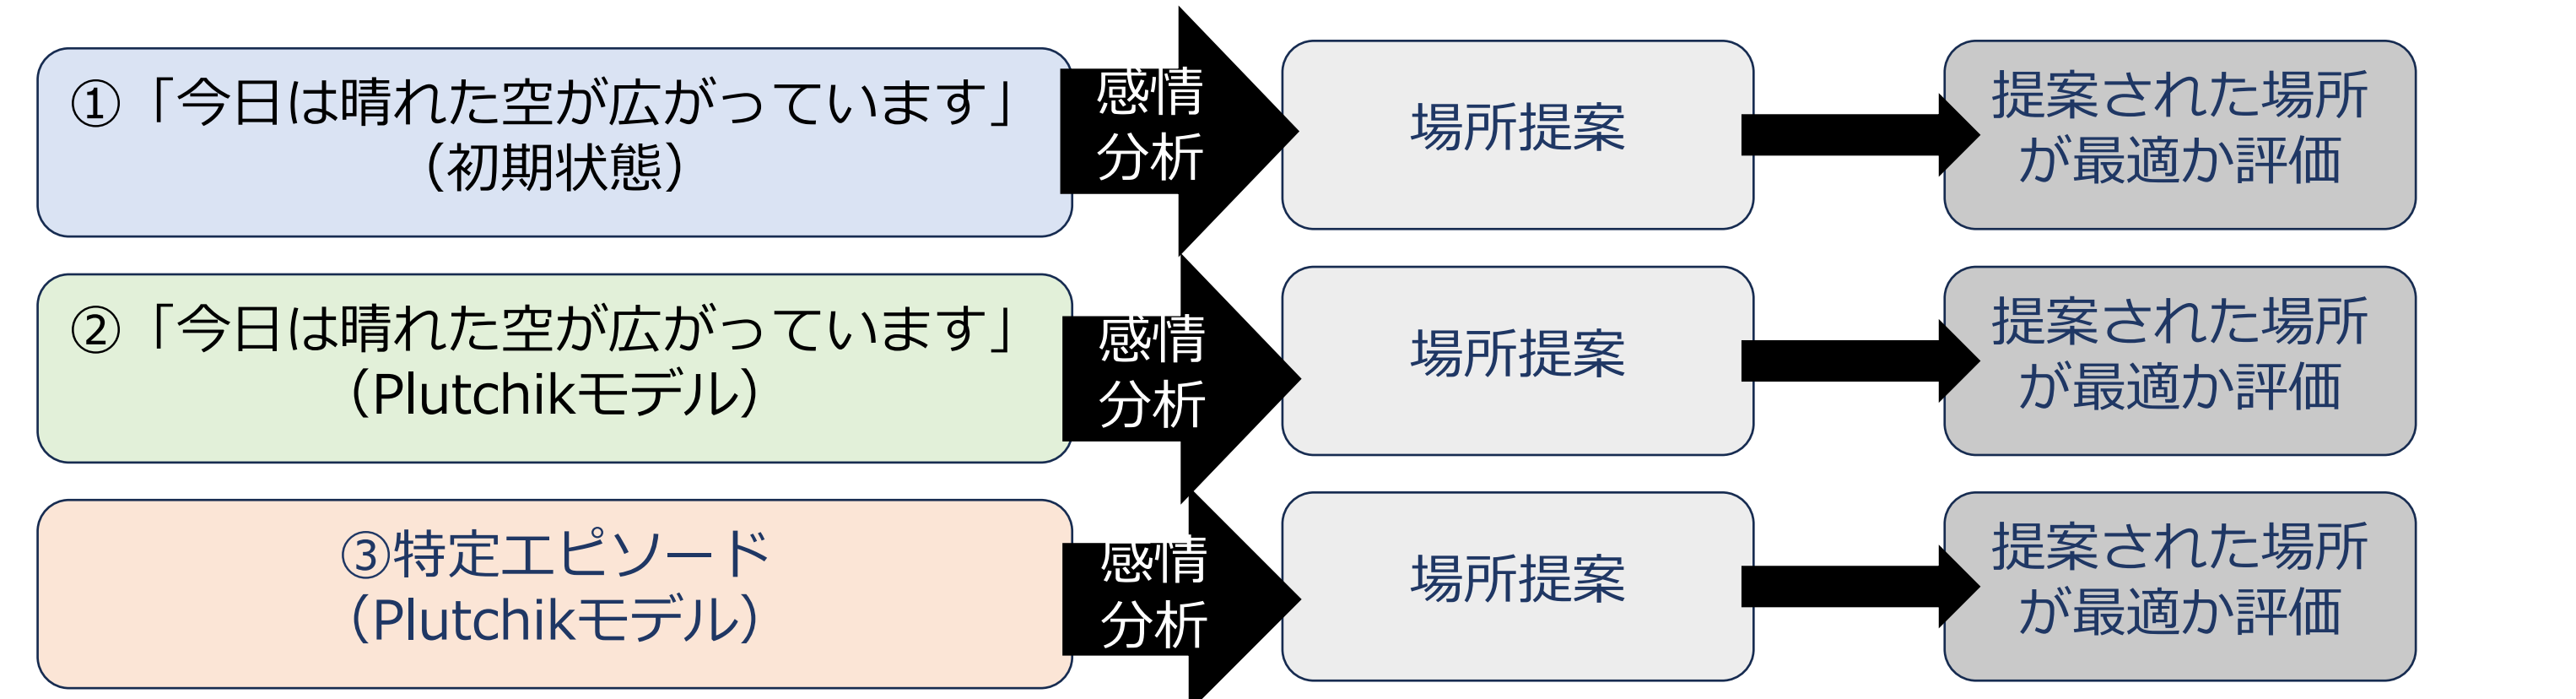 ①「今日は晴れた空が広がっています」
（初期状態）
感情
分析
場所提案
提案された場所
が最適か評価
②「今日は晴れた空が広がっています」
（Plutchikモデル）
感情
分析
場所提案
提案された場所
が最適か評価
③特定エピソード
（Plutchikモデル）
感情
分析
場所提案
提案された場所
が最適か評価